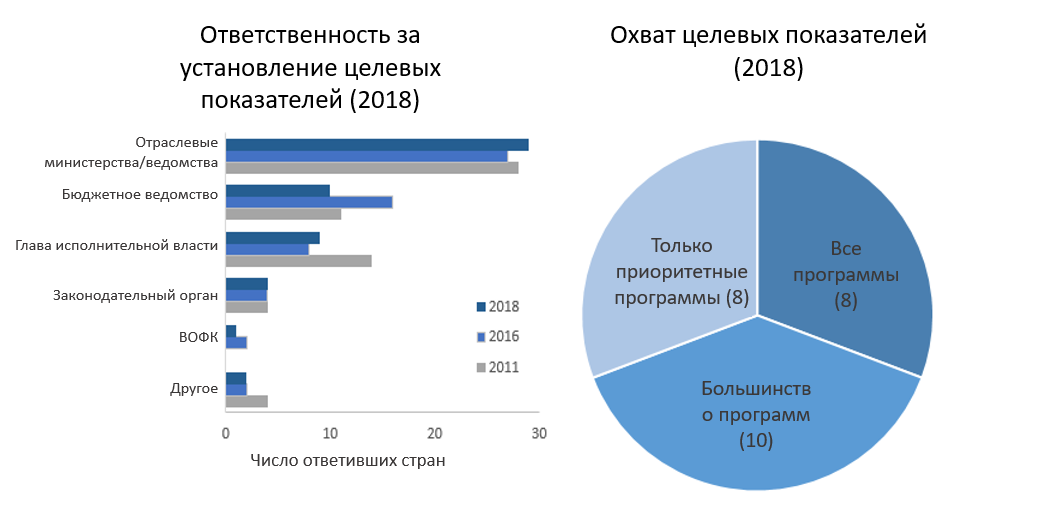 Ответственность за
установление целевых
показателей (2018)
Отраслевые
министерства/ведомства
Бюджетное ведомство
Глава исполнительной власти
Законодательный орган
ВОФК
Другое
2018
2016
2011
0
10
20
30
Число ответивших стран
Охват целевых показателей
(2018)
Только
приоритетные
программы (8)
Все
программы
(8)
Большинств
о программ
(10)